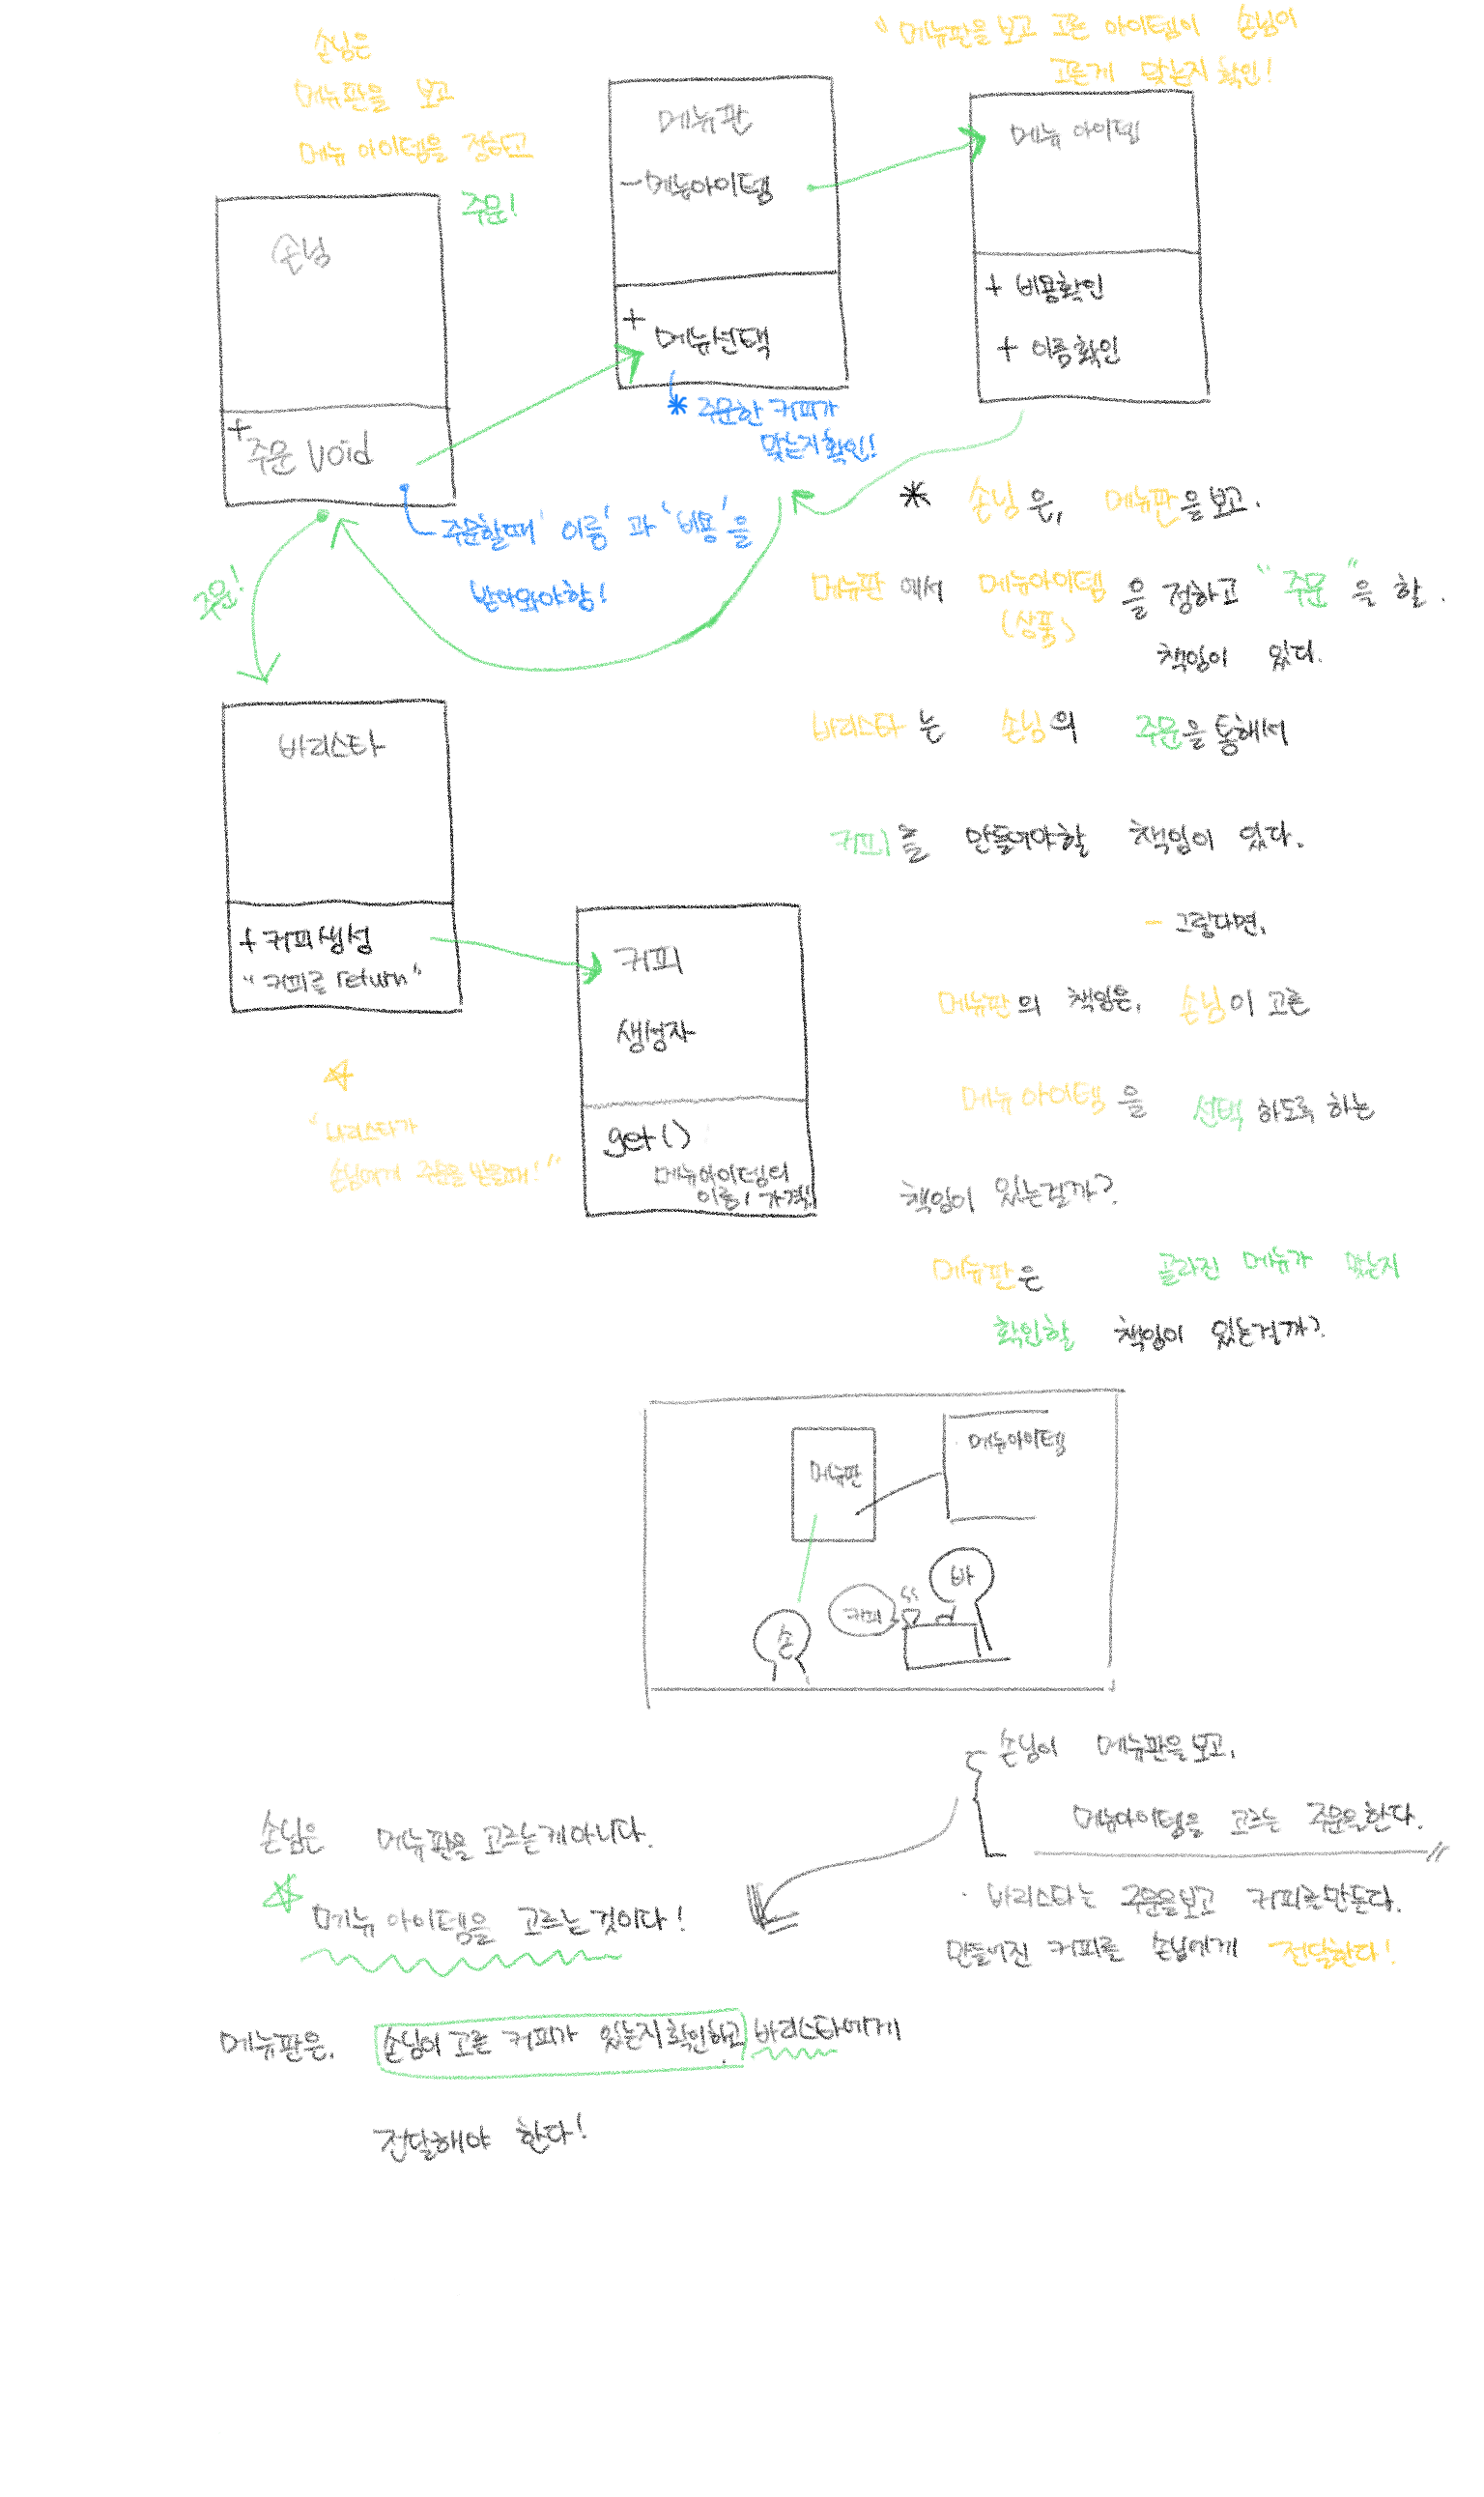 손님은
메뉴판을 보고
메뉴 아이템을 정하고
주문!
" 메뉴판을 보고 고른 아이템이 손님이
고른게 맞는지 확인!
손님
+
주문 void
메뉴판
- 메뉴아이템
+
메뉴선택
* 주문한 커피가
맞는지확인!
메뉴 아이템
+ 비용확인
+ 이름확인
주문할때 '이름' 과 '비용'을
받아와야함!
주문!
바리스타
+ 커피생성
" 커피를 return "
" 바리스타가
손님에게 주문을 받을때! "
커피
생성자
get()
메뉴아이템의
이름, 가격!
* 손님은, 메뉴판을 보고.
메뉴판 에서 메뉴아이템 을 정하고 " 주문 " 을 할.
(상품)
책임이 있다.
바리스타 는 손님의 주문을 통해서
커피를 만들어야할 책임이 있다.
- 그렇다면,
메뉴판의 책임은, 손님이 고른
메뉴 아이템을 선택 하도록 하는
책임이 있는걸까?
메뉴판은 골라진 메뉴가 맞는지
확인할 책임이 있는걸까?
메뉴판
메뉴아이템
바
커피
손
손님이 메뉴판을 보고,
메뉴아이템을 고르는 주문을한다.
· 바리스타는 주문을보고 커피를만든다.
만들어진 커피를 손님에게 전달한다!
손님은 메뉴판을 고르는게아니다.
메뉴 아이템을 고르는 것이다!
메뉴판은, 손님이 고른 커피가 있는지 확인하고 바리스타에게
전달해야 한다!